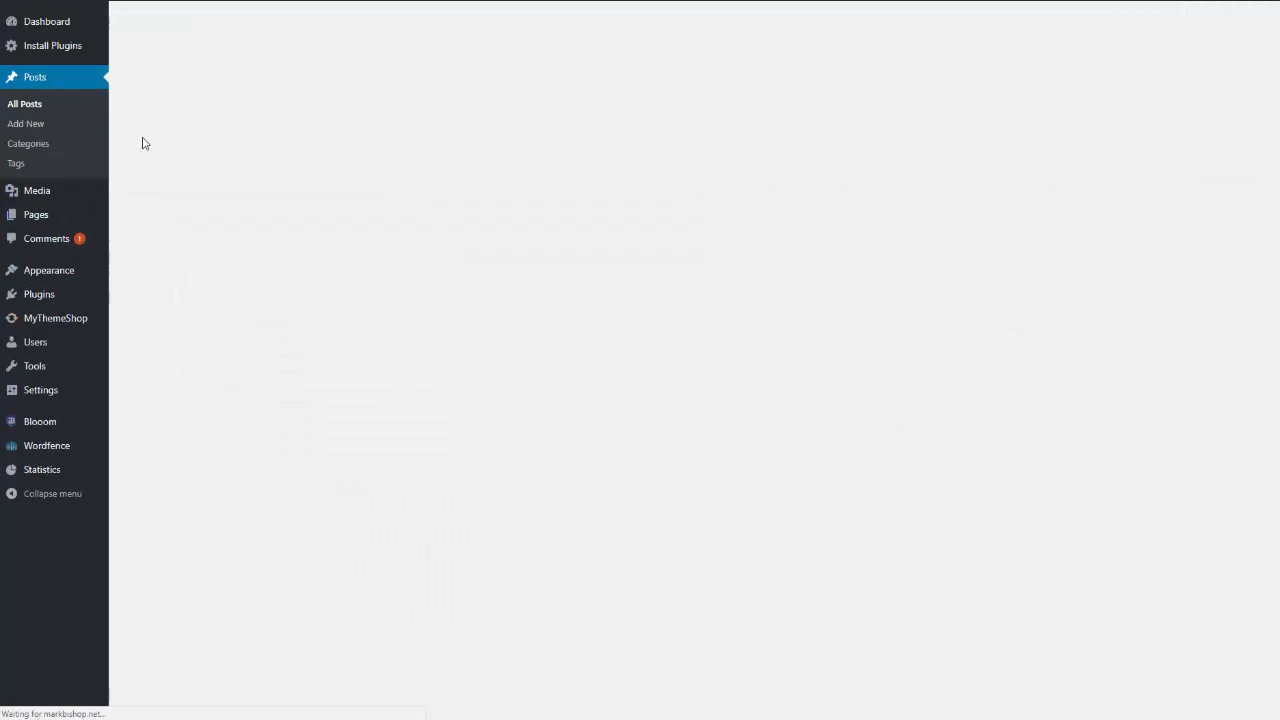 Dashboard
Install Plugins
Posts
All Posts
Add New
Categories
Tags
Media
Pages
Comments 1
Appearance
Plugins
MyThemeShop
Users
Tools
Settings
Blooom
Wordfence
Statistics
Collapse menu
Waiting for markbishop.net...